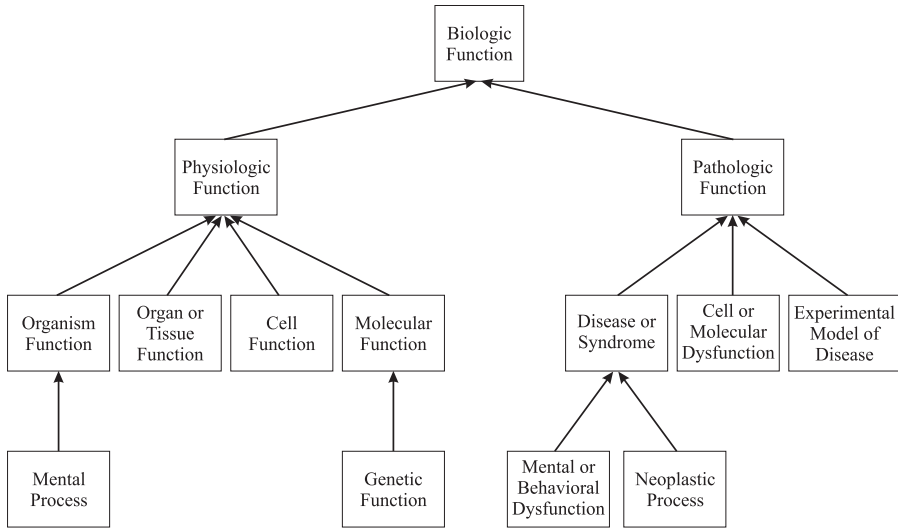 Biologic
Function
Physiologic
Function
Pathologic
Function
Organism
Function
Organ or
Tissue
Function
Cell
Function
Molecular
Function
Disease or
Syndrome
Cell or
Molecular
Dysfunction
Experimental
Model of
Disease
Mental
Process
Genetic
Function
Mental or
Behavioral
Dysfunction
Neoplastic
Process